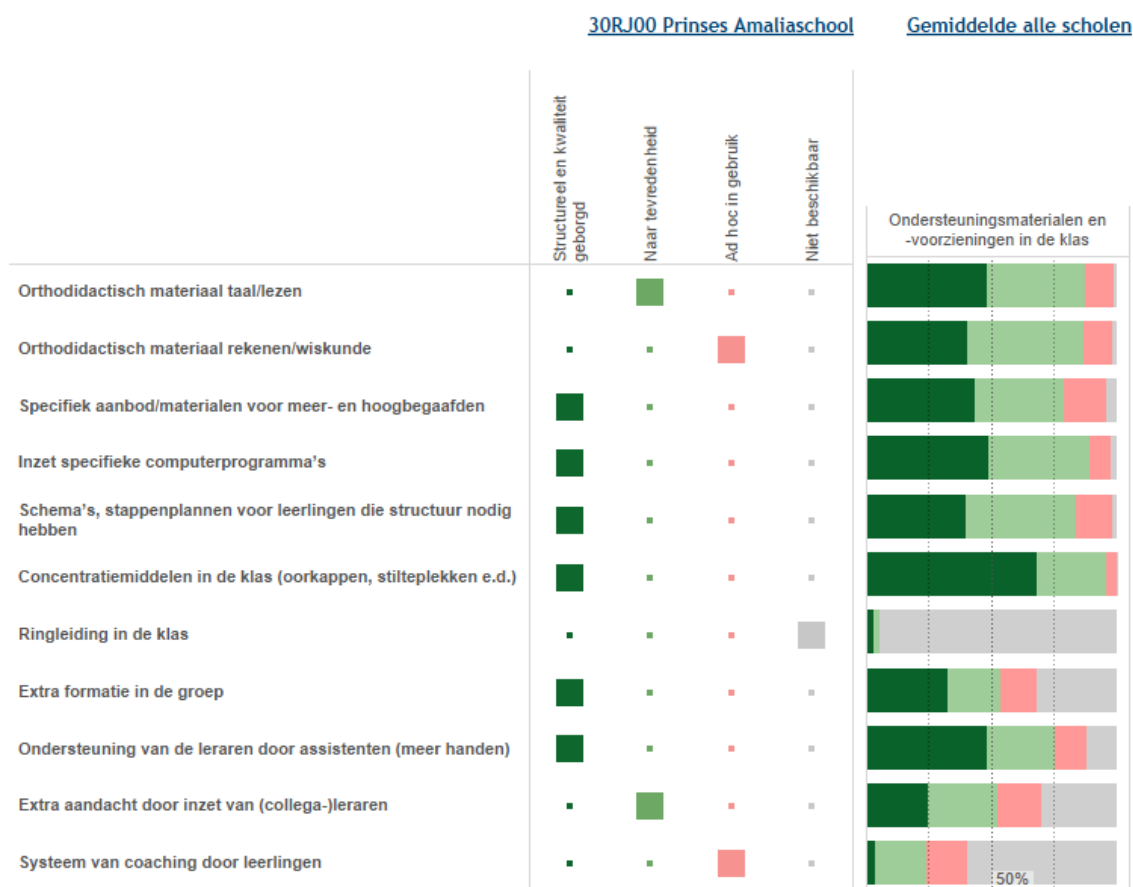 30RJ00 Prinses Amaliaschool
Gemiddelde alle scholen
Structureel en kwaliteit
geborgd
Naar tevredenheid
Ad hoc in gebruik
Niet beschikbaar
Ondersteuningsmaterialen en
-voorzieningen in de klas
Orthodidactisch materiaal taal/lezen
Orthodidactisch materiaal rekenen/wiskunde
Specifiek aanbod/materialen voor meer- en hoogbegaafden
Inzet specifieke computerprogramma's
Schema's, stappenplannen voor leerlingen die structuur nodig
hebben
Concentratiemiddelen in de klas (oorkappen, stilteplekken e.d.)
Ringleiding in de klas
Extra formatie in de groep
Ondersteuning van de leraren door assistenten (meer handen)
Extra aandacht door inzet van (collega-)leraren
Systeem van coaching door leerlingen
50%